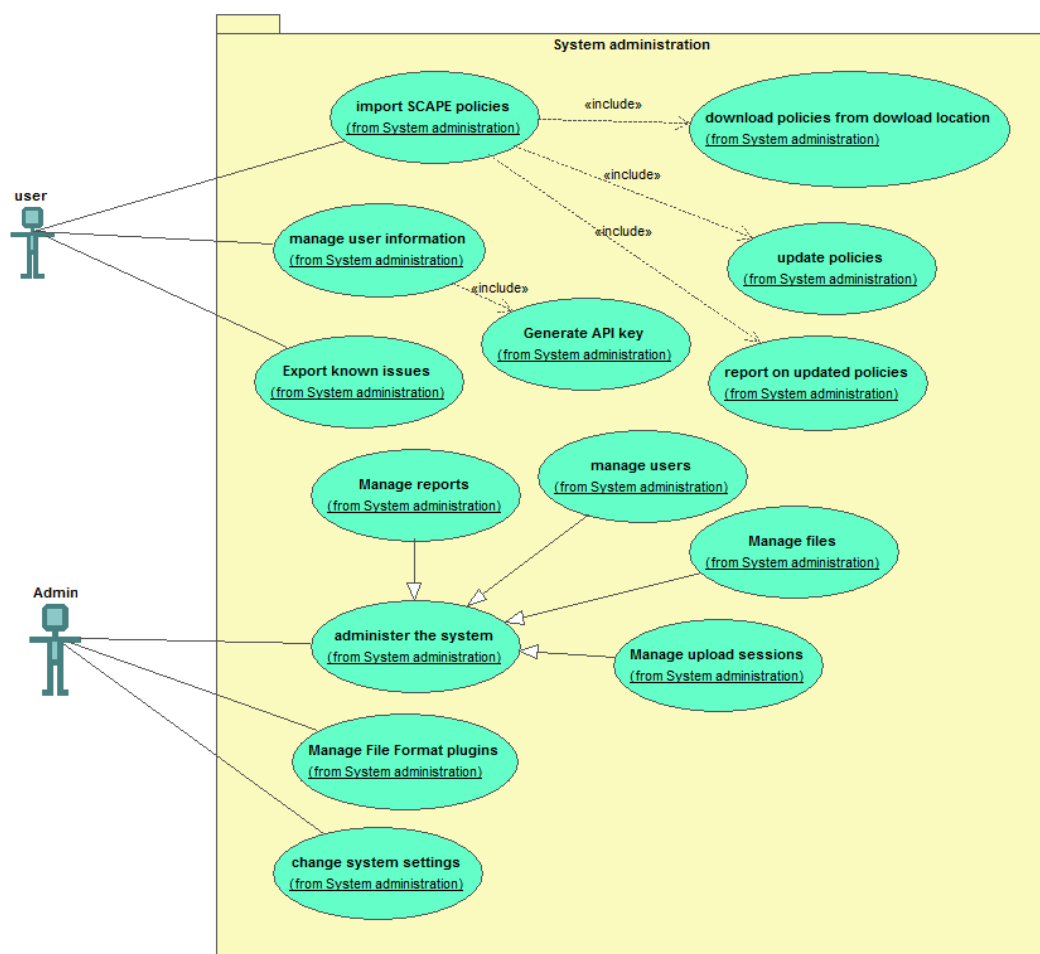 System administration
import SCAPE policies
(from System administration)
«include»
download policies from dowload location
(from System administration)
«include»
user
manage user information
(from System administration)
«include»
update policies
(from System administration)
«include»
Generate API key
(from System administration)
Export known issues
(from System administration)
report on updated policies
(from System administration)
manage users
(from System administration)
Manage reports
(from System administration)
Manage files
(from System administration)
Admin
administer the system
(from System administration)
Manage upload sessions
(from System administration)
Manage File Format plugins
(from System administration)
change system settings
(from System administration)